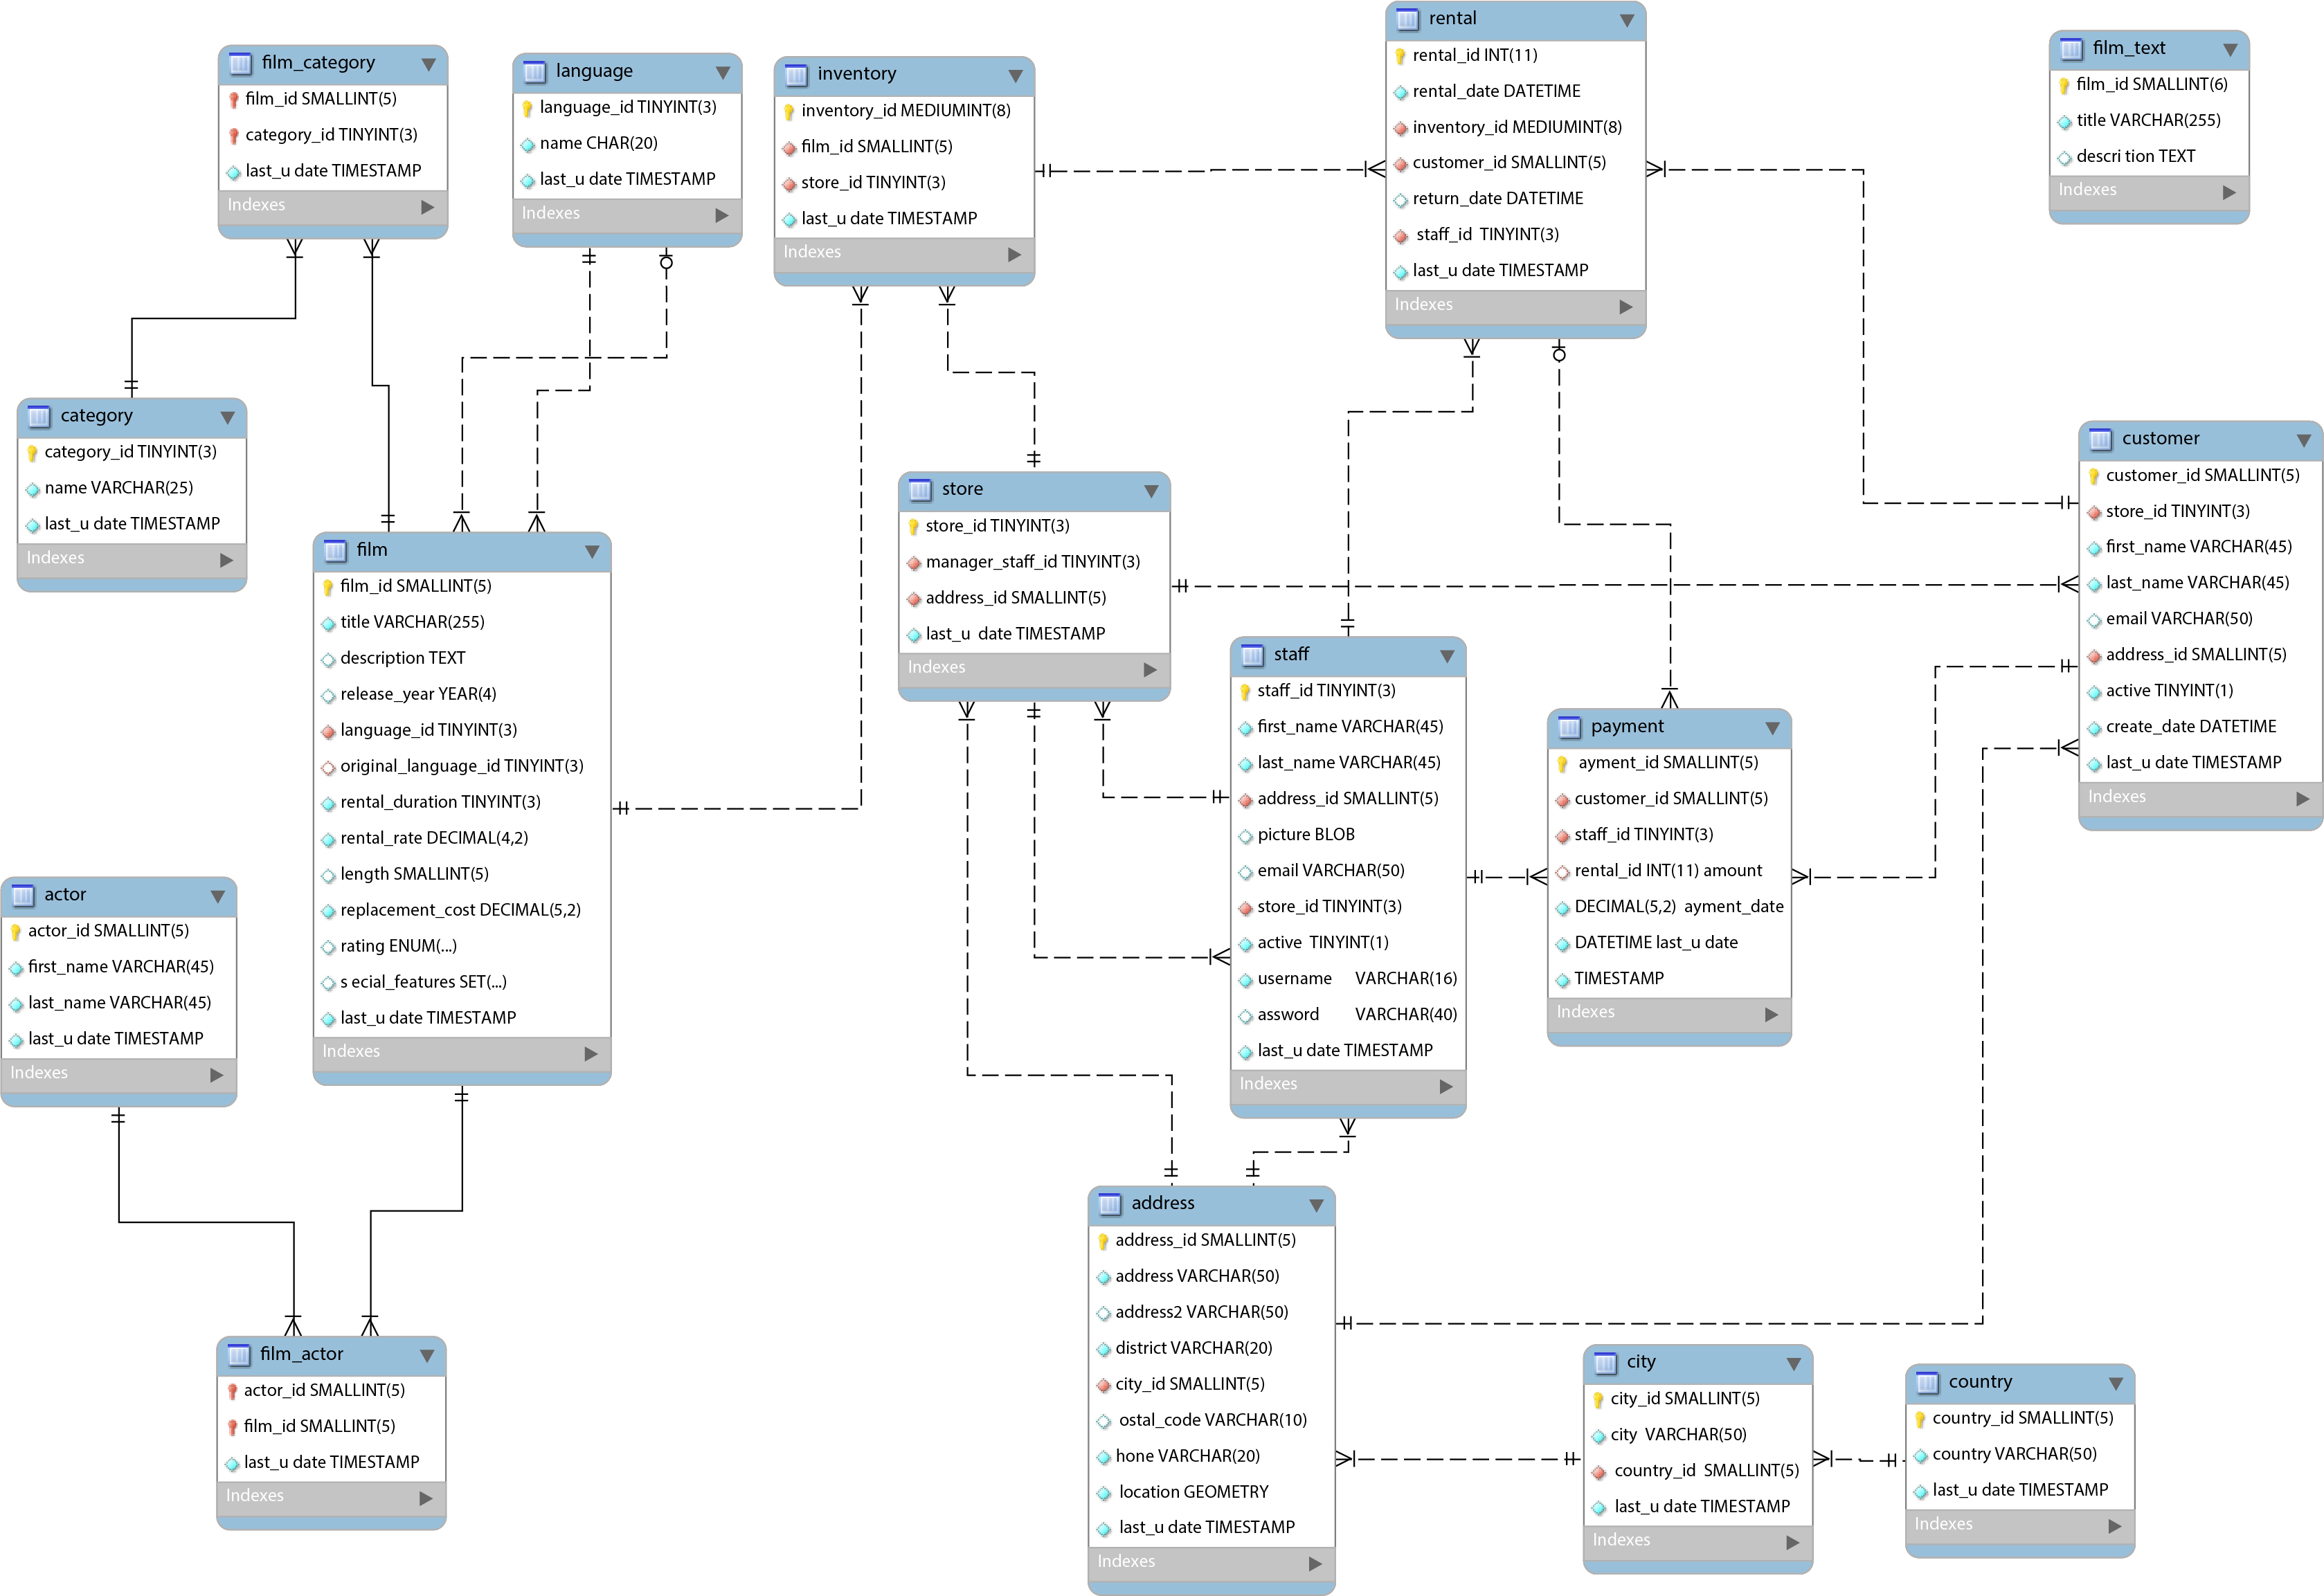 film_category
film_id SMALLINT(5)
category_id TINYINT(3)
last_u date TIMESTAMP
Indexes
language
language_id TINYINT(3)
name CHAR(20)
last_u date TIMESTAMP
Indexes
inventory
inventory_id MEDIUMINT(8)
film_id SMALLINT(5)
store_id TINYINT(3)
last_u date TIMESTAMP
Indexes
rental
rental_id INT(11)
rental_date DATETIME
inventory_id MEDIUMINT(8)
customer_id SMALLINT(5)
return_date DATETIME
staff_id TINYINT(3)
last_u date TIMESTAMP
Indexes
film_text
film_id SMALLINT(6)
title VARCHAR(255)
descri tion TEXT
Indexes
category
category_id TINYINT(3)
name VARCHAR(25)
last_u date TIMESTAMP
Indexes
film
film_id SMALLINT(5)
title VARCHAR(255)
description TEXT
release_year YEAR(4)
language_id TINYINT(3)
original_language_id TINYINT(3)
rental_duration TINYINT(3)
rental_rate DECIMAL(4,2)
length SMALLINT(5)
replacement_cost DECIMAL(5,2)
rating ENUM(...)
s ecial_features SET(...)
last_u date TIMESTAMP
Indexes
store
store_id TINYINT(3)
manager_staff_id TINYINT(3)
address_id SMALLINT(5)
last_u date TIMESTAMP
Indexes
customer
customer_id SMALLINT(5)
store_id TINYINT(3)
first_name VARCHAR(45)
last_name VARCHAR(45)
email VARCHAR(50)
address_id SMALLINT(5)
active TINYINT(1)
create_date DATETIME
last_u date TIMESTAMP
Indexes
staff
staff_id TINYINT(3)
first_name VARCHAR(45)
last_name VARCHAR(45)
address_id SMALLINT(5)
picture BLOB
email VARCHAR(50)
store_id TINYINT(3)
active TINYINT(1)
username VARCHAR(16)
assword VARCHAR(40)
last_u date TIMESTAMP
Indexes
payment
ayment_id SMALLINT(5)
customer_id SMALLINT(5)
staff_id TINYINT(3)
rental_id INT(11) amount
DECIMAL(5,2) ayment_date
DATETIME last_u date
TIMESTAMP
Indexes
actor
actor_id SMALLINT(5)
first_name VARCHAR(45)
last_name VARCHAR(45)
last_u date TIMESTAMP
Indexes
film_actor
actor_id SMALLINT(5)
film_id SMALLINT(5)
last_u date TIMESTAMP
Indexes
address
address_id SMALLINT(5)
address VARCHAR(50)
address2 VARCHAR(50)
district VARCHAR(20)
city_id SMALLINT(5)
ostal_code VARCHAR(10)
hone VARCHAR(20)
location GEOMETRY
last_u date TIMESTAMP
Indexes
city
city_id SMALLINT(5)
city VARCHAR(50)
country_id SMALLINT(5)
last_u date TIMESTAMP
Indexes
country
country_id SMALLINT(5)
country VARCHAR(50)
last_u date TIMESTAMP
Indexes